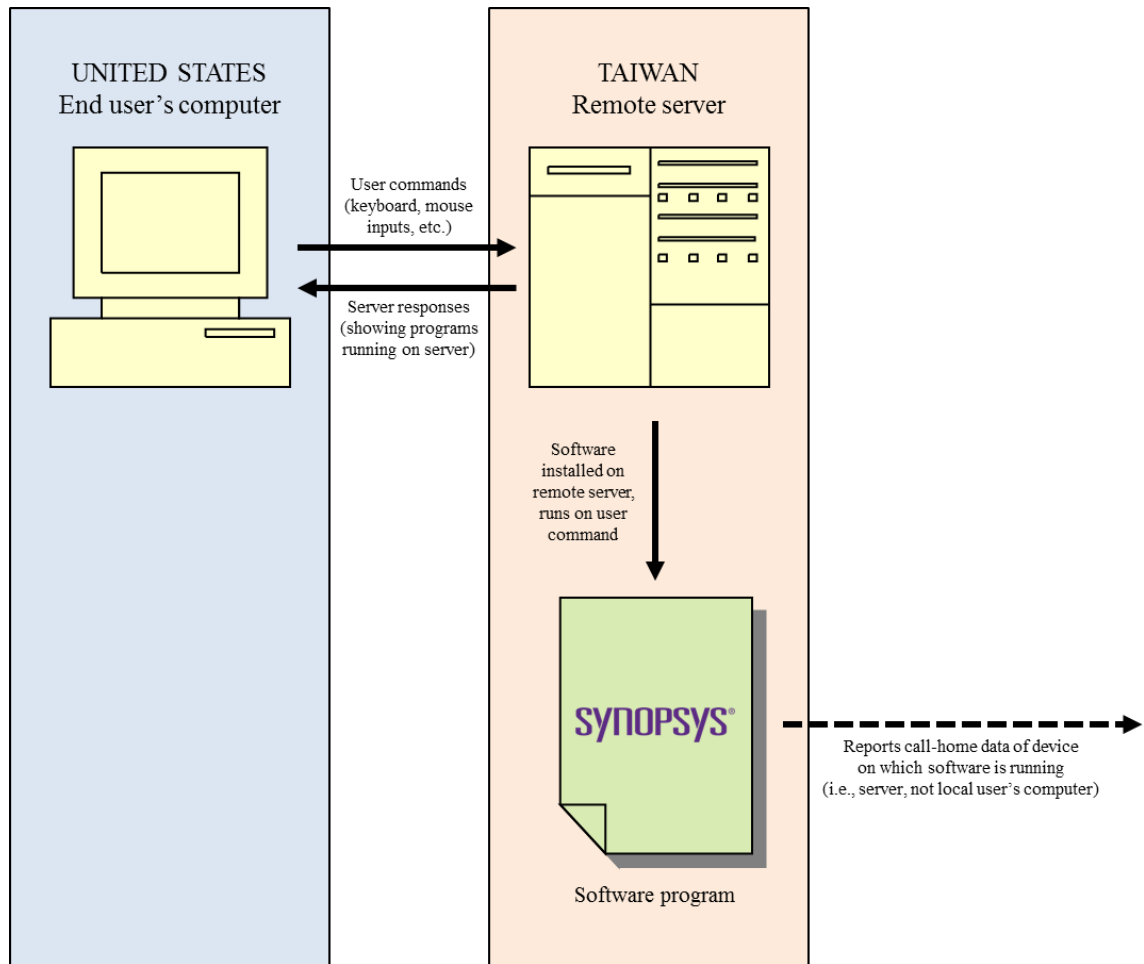 UNITED STATES
End user's computer
TAIWAN
Remote server
User commands
(keyboard, mouse
inputs, etc.)
Server responses
(showing programs
running on server)
Software
installed on
remote server,
runs on user
command
SYNOPSYS®
Reports call-home data of device
on which software is running
(i.e., server, not local user's computer)
Software program